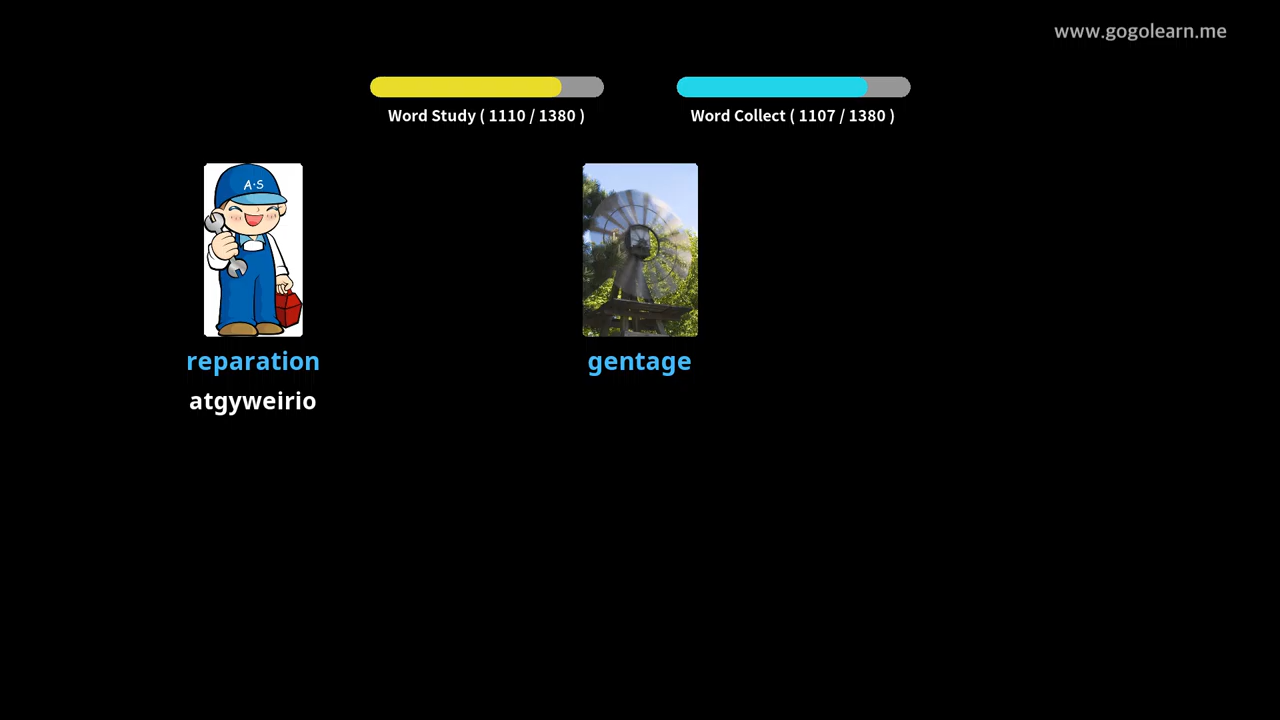 www.gogolearn.me
Word Study ( 1110 / 1380 )
Word Collect ( 1107 / 1380 )
A·S
reparation
gentage
atgyweirio